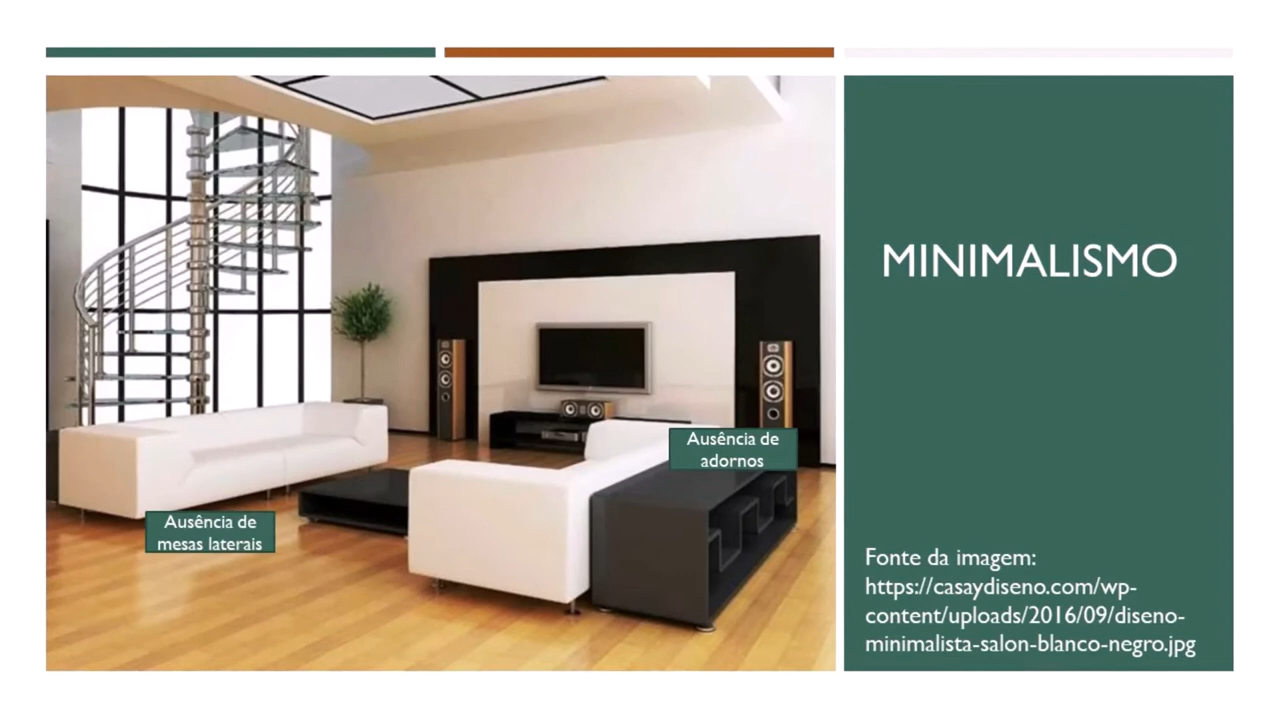 MINIMALISMO
Ausência de
adornos
Ausência de
mesas laterais
Fonte da imagem:
https://casaydiseno.com/wp-
content/uploads/2016/09/diseno-
minimalista-salon-blanco-negro.jpg